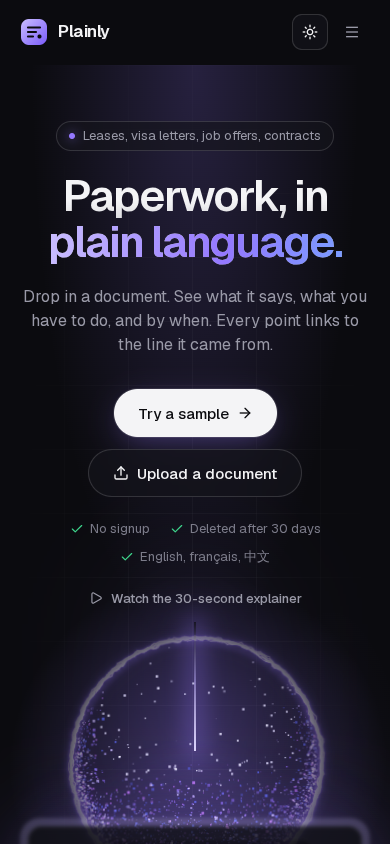 Plainly
Leases, visa letters, job offers, contracts
Paperwork, in
plain language.
Drop in a document. See what it says, what you
have to do, and by when. Every point links to
the line it came from.
Try a sample
Upload a document
No signup
Deleted after 30 days
English, français, 中文
Watch the 30-second explainer